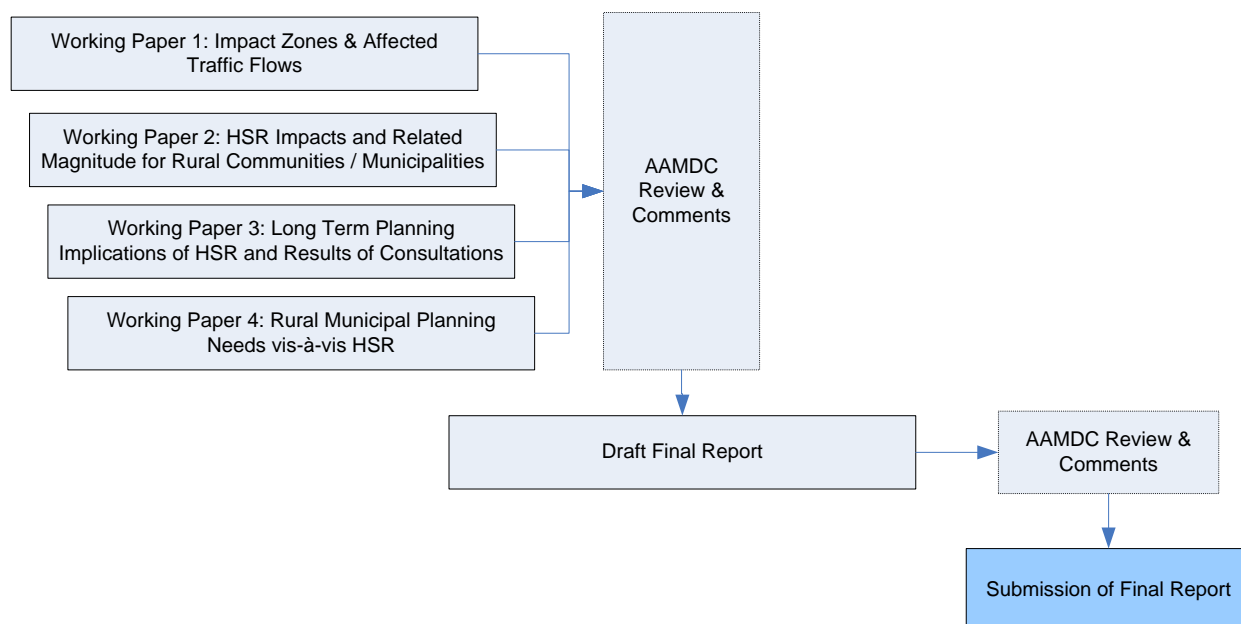 Working Paper 1: Impact Zones & Affected
Traffic Flows
Working Paper 2: HSR Impacts and Related
Magnitude for Rural Communities / Municipalities
Working Paper 3: Long Term Planning
Implications of HSR and Results of Consultations
Working Paper 4: Rural Municipal Planning
Needs vis-à-vis HSR
AAMDC
Review &
Comments
Draft Final Report
AAMDC Review &
Comments
Submission of Final Report